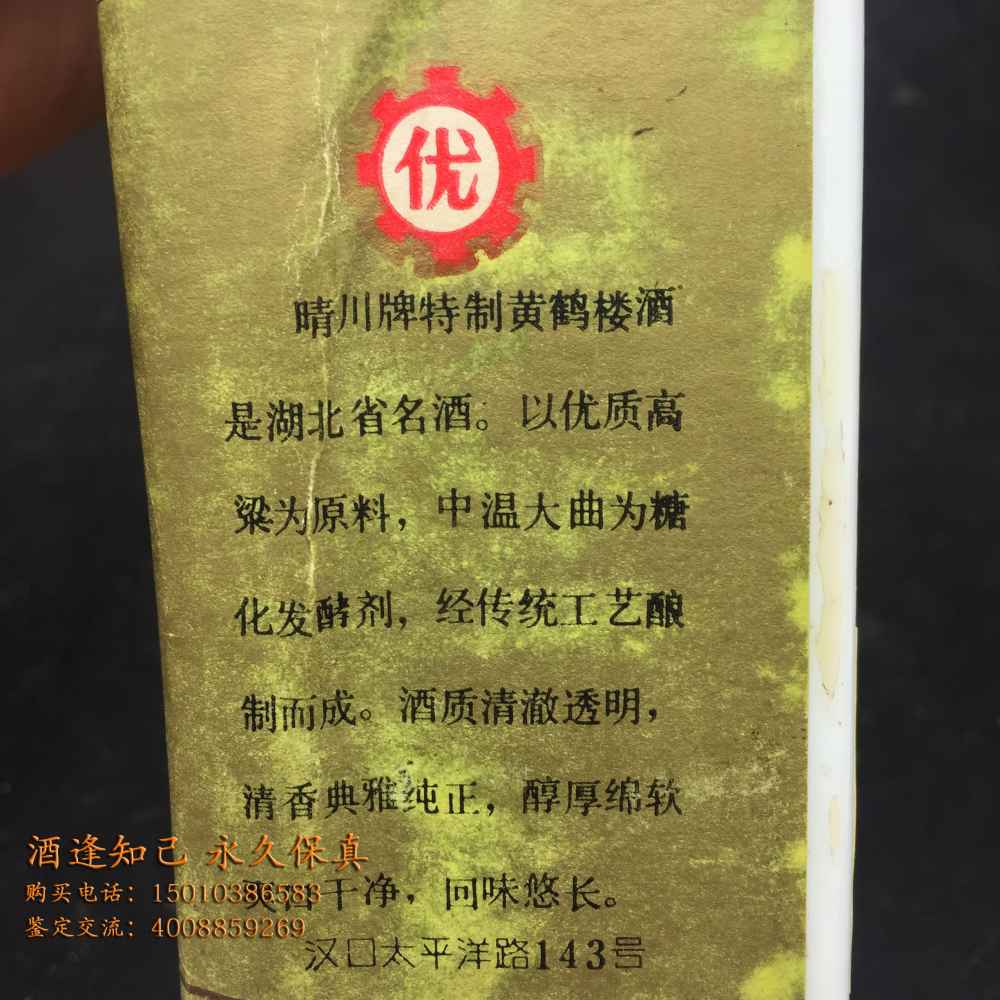 优
晴川牌特制黄鹤楼酒
是湖北省名酒。以优质高
粱为原料，中温大曲为糖
化发酵剂，经传统工艺酿
制而成。酒质清澈透明，
清香典雅纯正，醇厚绵软
干净，回味悠长。
汉口太平洋路143号
酒逢知己 永久保真
购买电话：15010386583
鉴定交流：4008859269